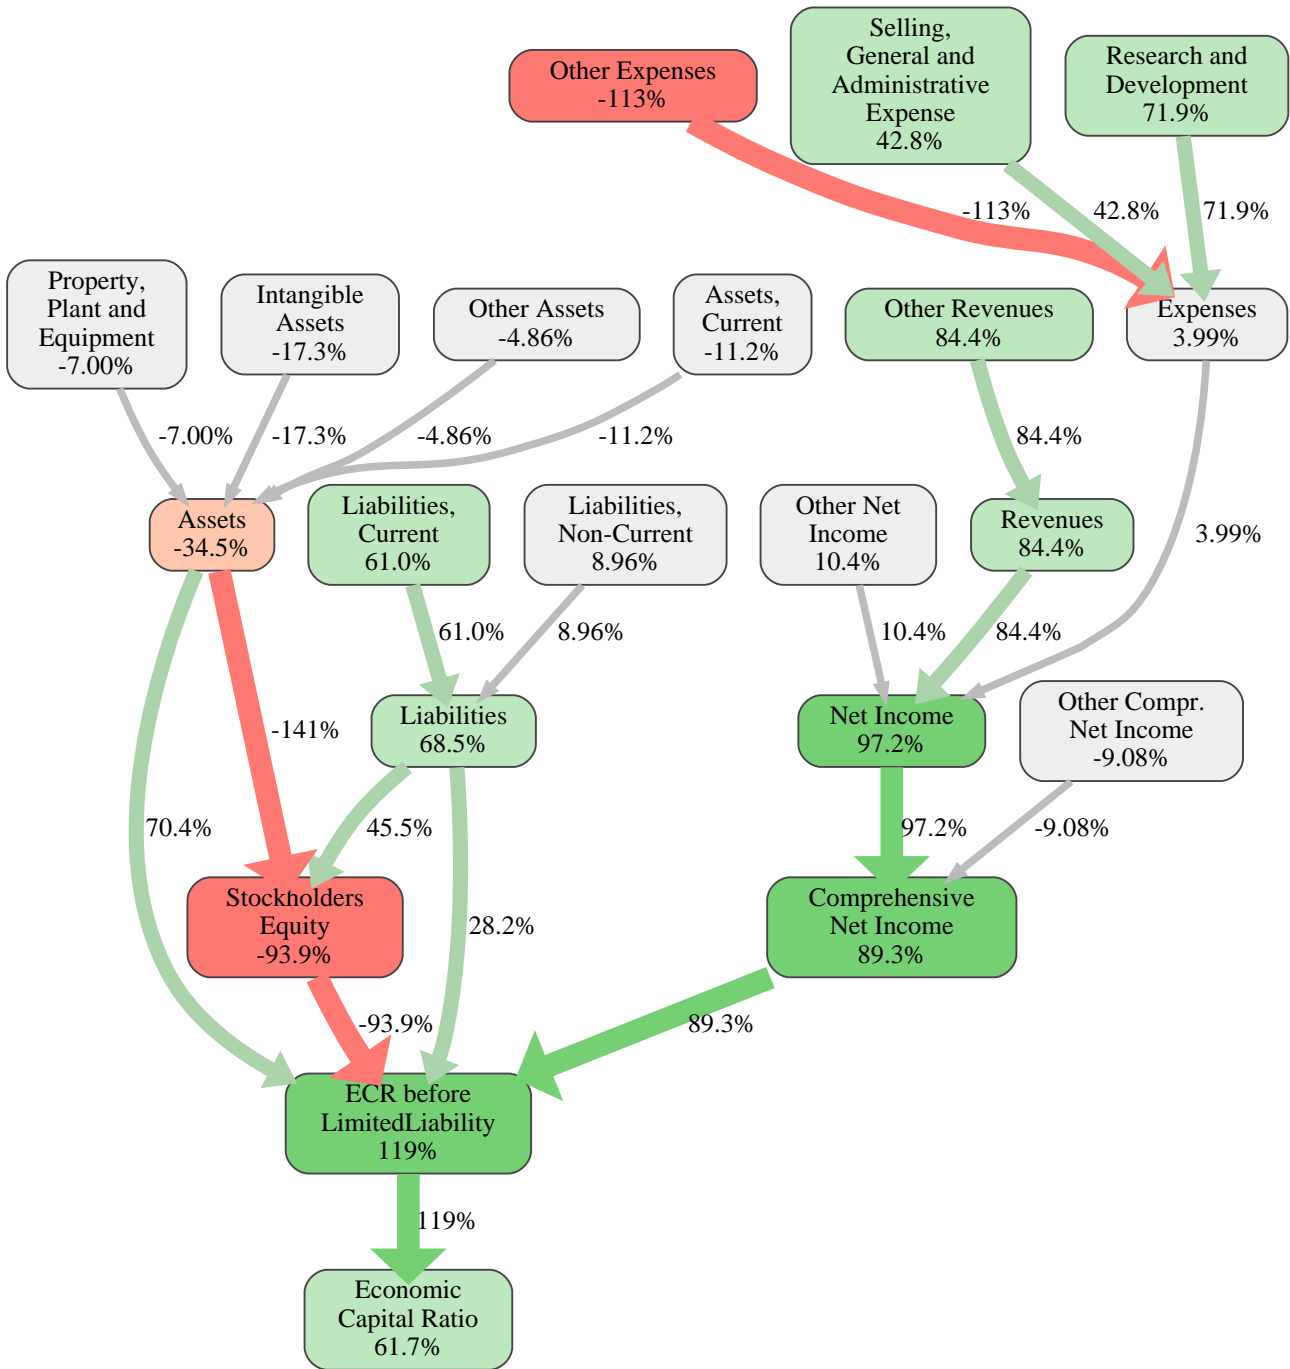 Selling,
General and
Administrative
Expense
42.8%
Other Expenses
-113%
Research and
Development
71.9%
-113%
42.8%
71.9%
Property,
Plant and
Equipment
-7.00%
Intangible
Assets
-17.3%
Other Assets
-4.86%
Assets,
Current
-11.2%
Other Revenues
84.4%
Expenses
3.99%
-7.00%
-17.3%
-4.86%
-11.2%
84.4%
3.99%
Assets
-34.5%
Liabilities,
Current
61.0%
Liabilities,
Non-Current
8.96%
Other Net
Income
10.4%
Revenues
84.4%
61.0%
8.96%
10.4%
84.4%
-141%
Liabilities
68.5%
Net Income
97.2%
Other Compr.
Net Income
-9.08%
70.4%
45.5%
97.2%
-9.08%
Stockholders
Equity
-93.9%
28.2%
Comprehensive
Net Income
89.3%
-93.9%
89.3%
ECR before
LimitedLiability
119%
119%
Economic
Capital Ratio
61.7%